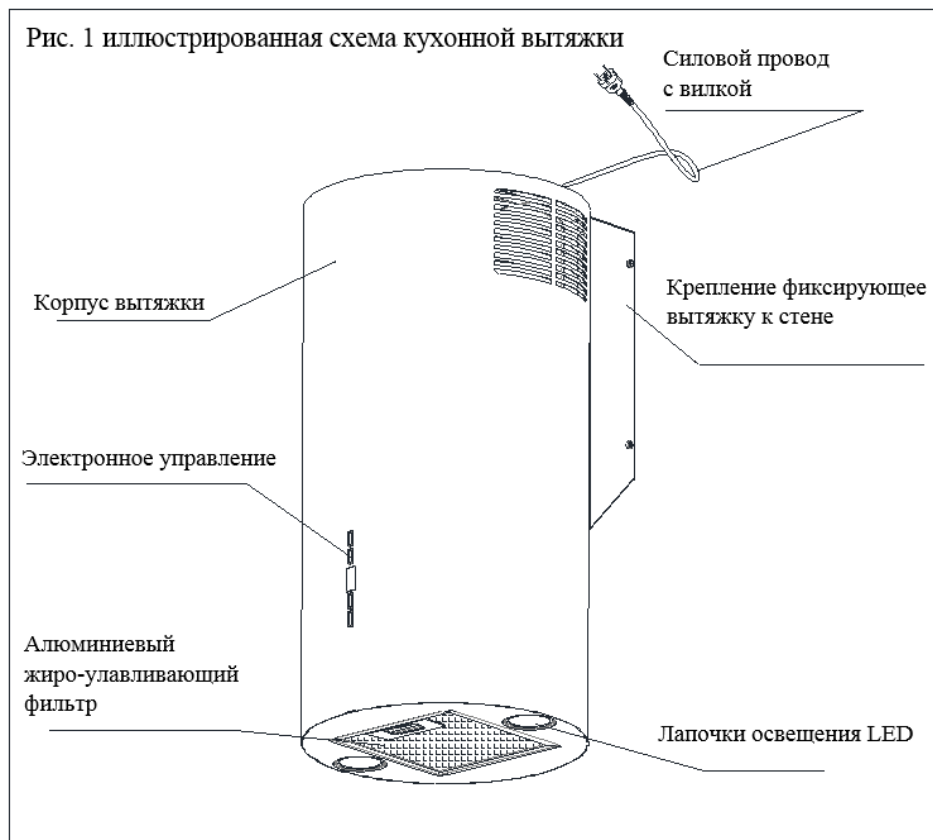 Рис. 1 иллюстрированная схема кухонной вытяжки
Силовой провод
с вилкой
Корпус вытяжки
Крепление фиксирующее
вытяжку к стене
Электронное управление
Алюминиевый
жиро-улавливающий
фильтр
Лапочки освещения LED